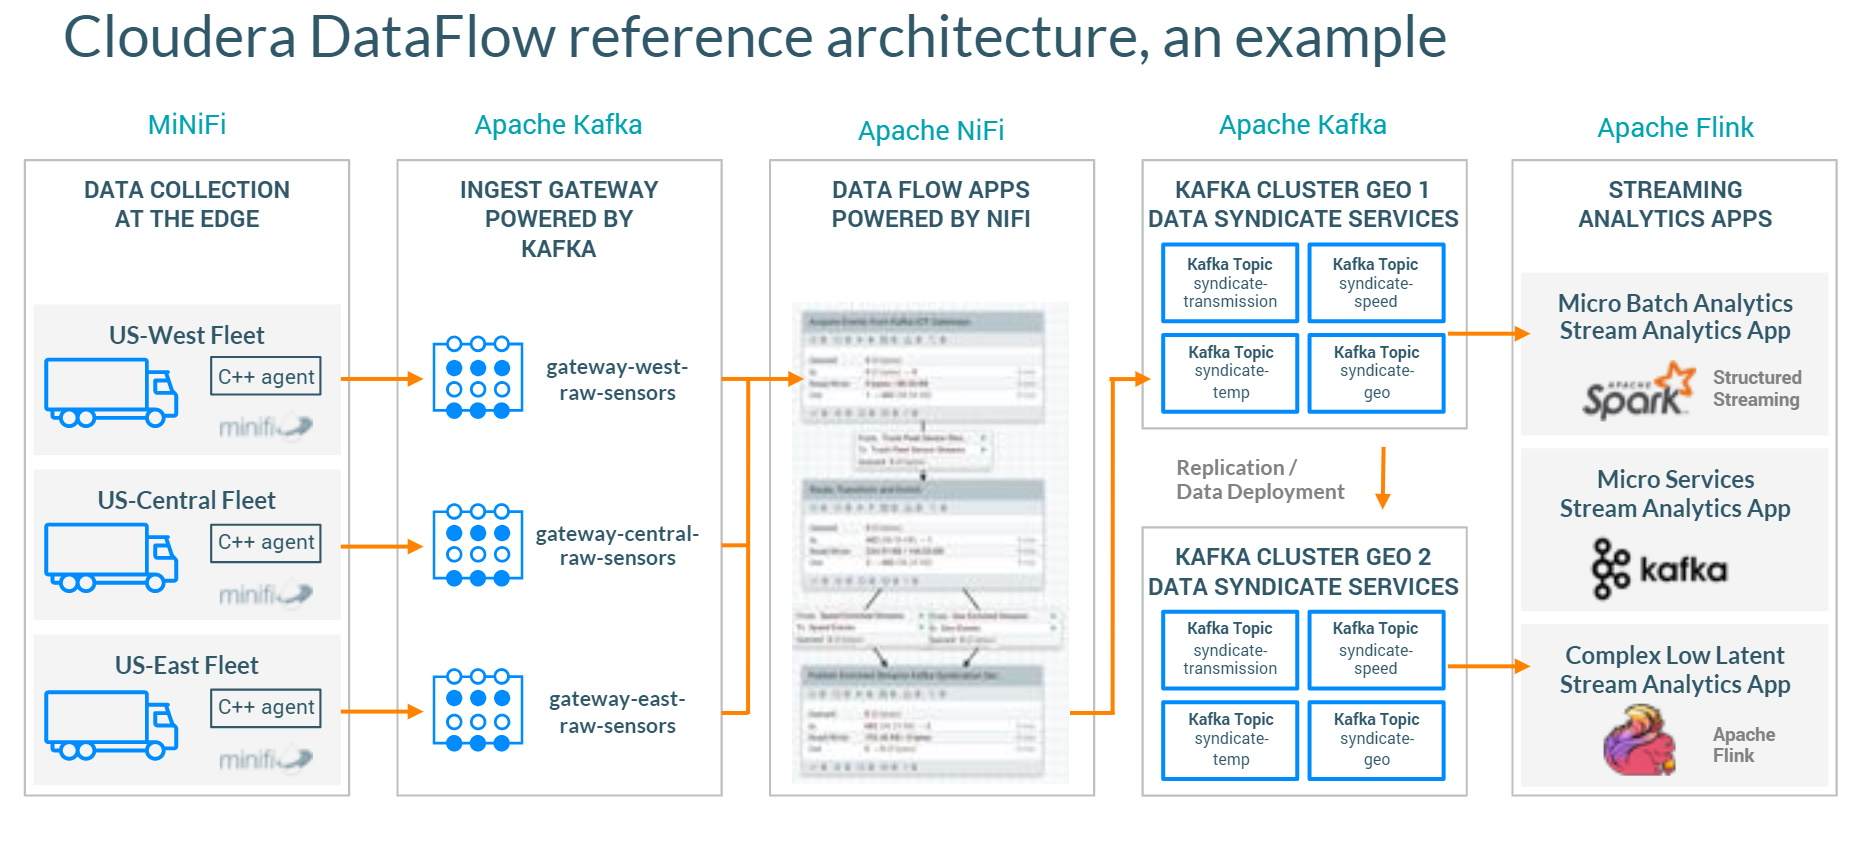 Cloudera DataFlow reference architecture, an example
MiNiFi
DATA COLLECTION
AT THE EDGE
US-West Fleet
C++ agent
minifi
US-Central Fleet
C++ agent
minifi
US-East Fleet
C++ agent
minifi
Apache Kafka
INGEST GATEWAY
POWERED BY
KAFKA
gateway-west-
raw-sensors
gateway-central-
raw-sensors
gateway-east-
raw-sensors
Apache NiFi
DATA FLOW APPS
POWERED BY NIFI
Apache Kafka
KAFKA CLUSTER GEO 1
DATA SYNDICATE SERVICES
Kafka Topic
syndicate-
transmission
Kafka Topic
syndicate-
speed
Kafka Topic
syndicate-
temp
Kafka Topic
syndicate-
geo
Replication /
Data Deployment
KAFKA CLUSTER GEO 2
DATA SYNDICATE SERVICES
Kafka Topic
syndicate-
transmission
Kafka Topic
syndicate-
speed
Kafka Topic
syndicate-
temp
Kafka Topic
syndicate-
geo
Apache Flink
STREAMING
ANALYTICS APPS
Micro Batch Analytics
Stream Analytics App
APACHE
Spark
Structured
Streaming
Micro Services
Stream Analytics App
kafka
Complex Low Latent
Stream Analytics App
Apache
Flink